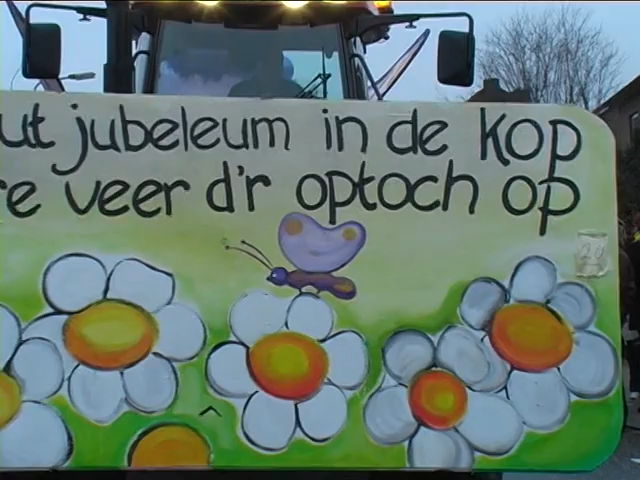 ut jubeleum in de kop
re veer d'r optoch op